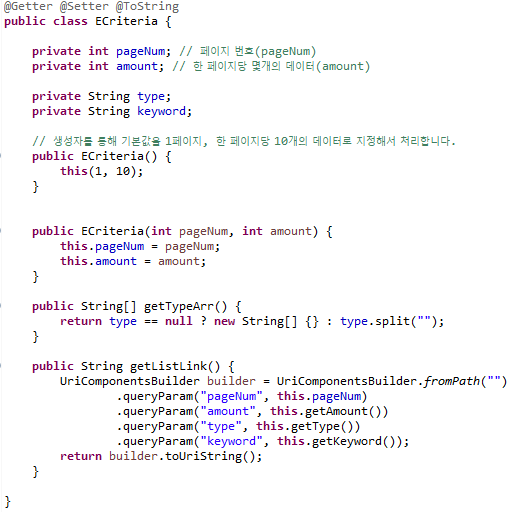 @Getter @Setter @ToString
public class ECriteria {
private int pageNum; // 페이지 번호(pageNum)
private int amount; // 한 페이지당 몇개의 데이터(amount)
private String type;
private String keyword;
// 생성자를 통해 기본값을 1페이지, 한 페이지당 10개의 데이터로 지정해서 처리합니다.
public ECriteria() {
this(1, 10);
}
public ECriteria(int pageNum, int amount) {
this.pageNum = pageNum;
this.amount = amount;
}
public String[] getTypeArr() {
return type == null ? new String[] {} : type.split("");
}
public String getListLink() {
UriComponentsBuilder builder = UriComponentsBuilder.fromPath("")
.queryParam("pageNum", this.pageNum)
.queryParam("amount", this.getAmount())
.queryParam("type", this.getType())
.queryParam("keyword", this.getKeyword());
return builder.toUriString();
}
}